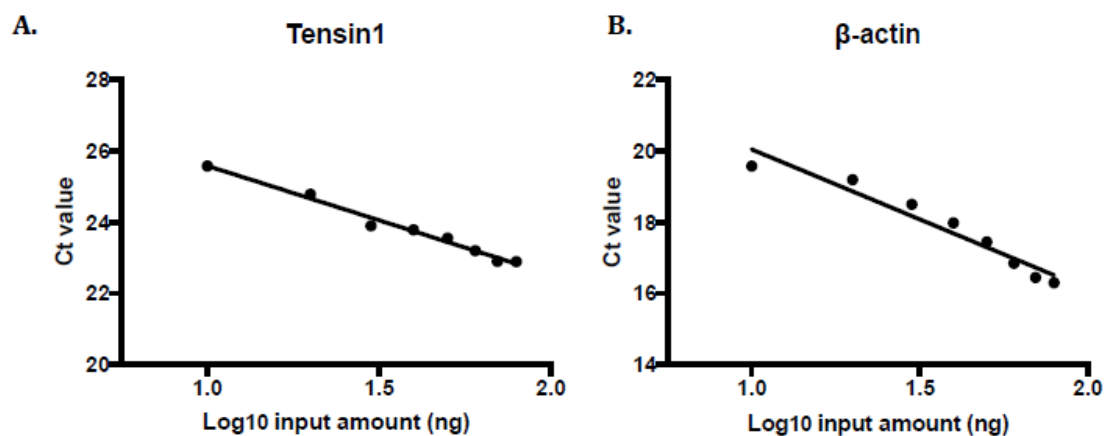 A.
Tensin1
28
26
24
22
20
Ct value
1.0
1.5
2.0
Log10 input amount (ng)
B.
β-actin
22
20
18
16
14
Ct value
1.0
1.5
2.0
Log10 input amount (ng)